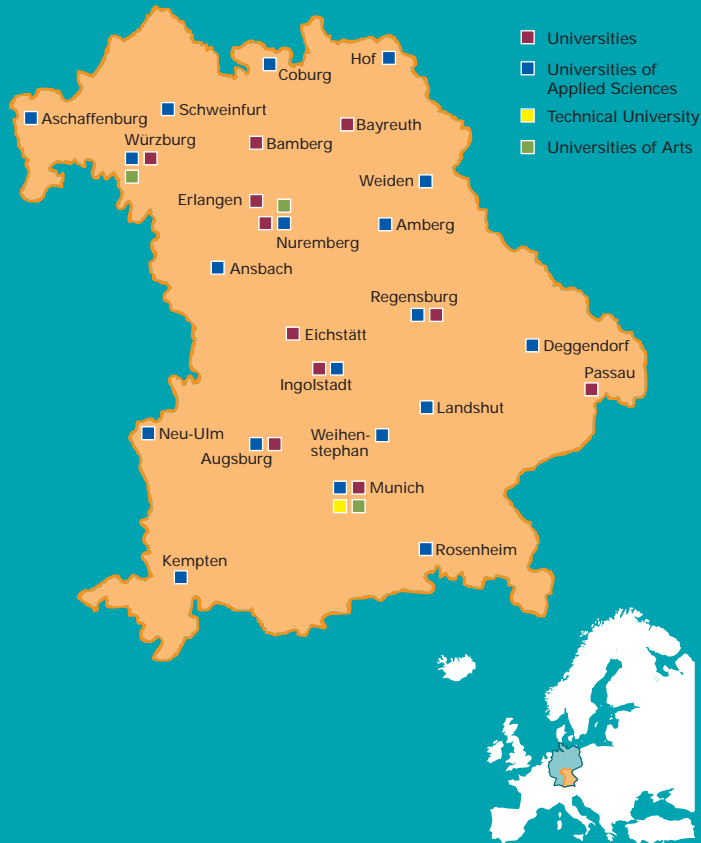 Universities
Universities of
Applied Sciences
Technical University
Universities of Arts
Hof
Coburg
Schweinfurt
Aschaffenburg
Bayreuth
Würzburg
Bamberg
Weiden
Erlangen
Amberg
Nuremberg
Ansbach
Regensburg
Eichstätt
Deggendorf
Passau
Ingolstadt
Landshut
Neu-Ulm
Weihen-
stephan
Augsburg
Munich
Rosenheim
Kempten